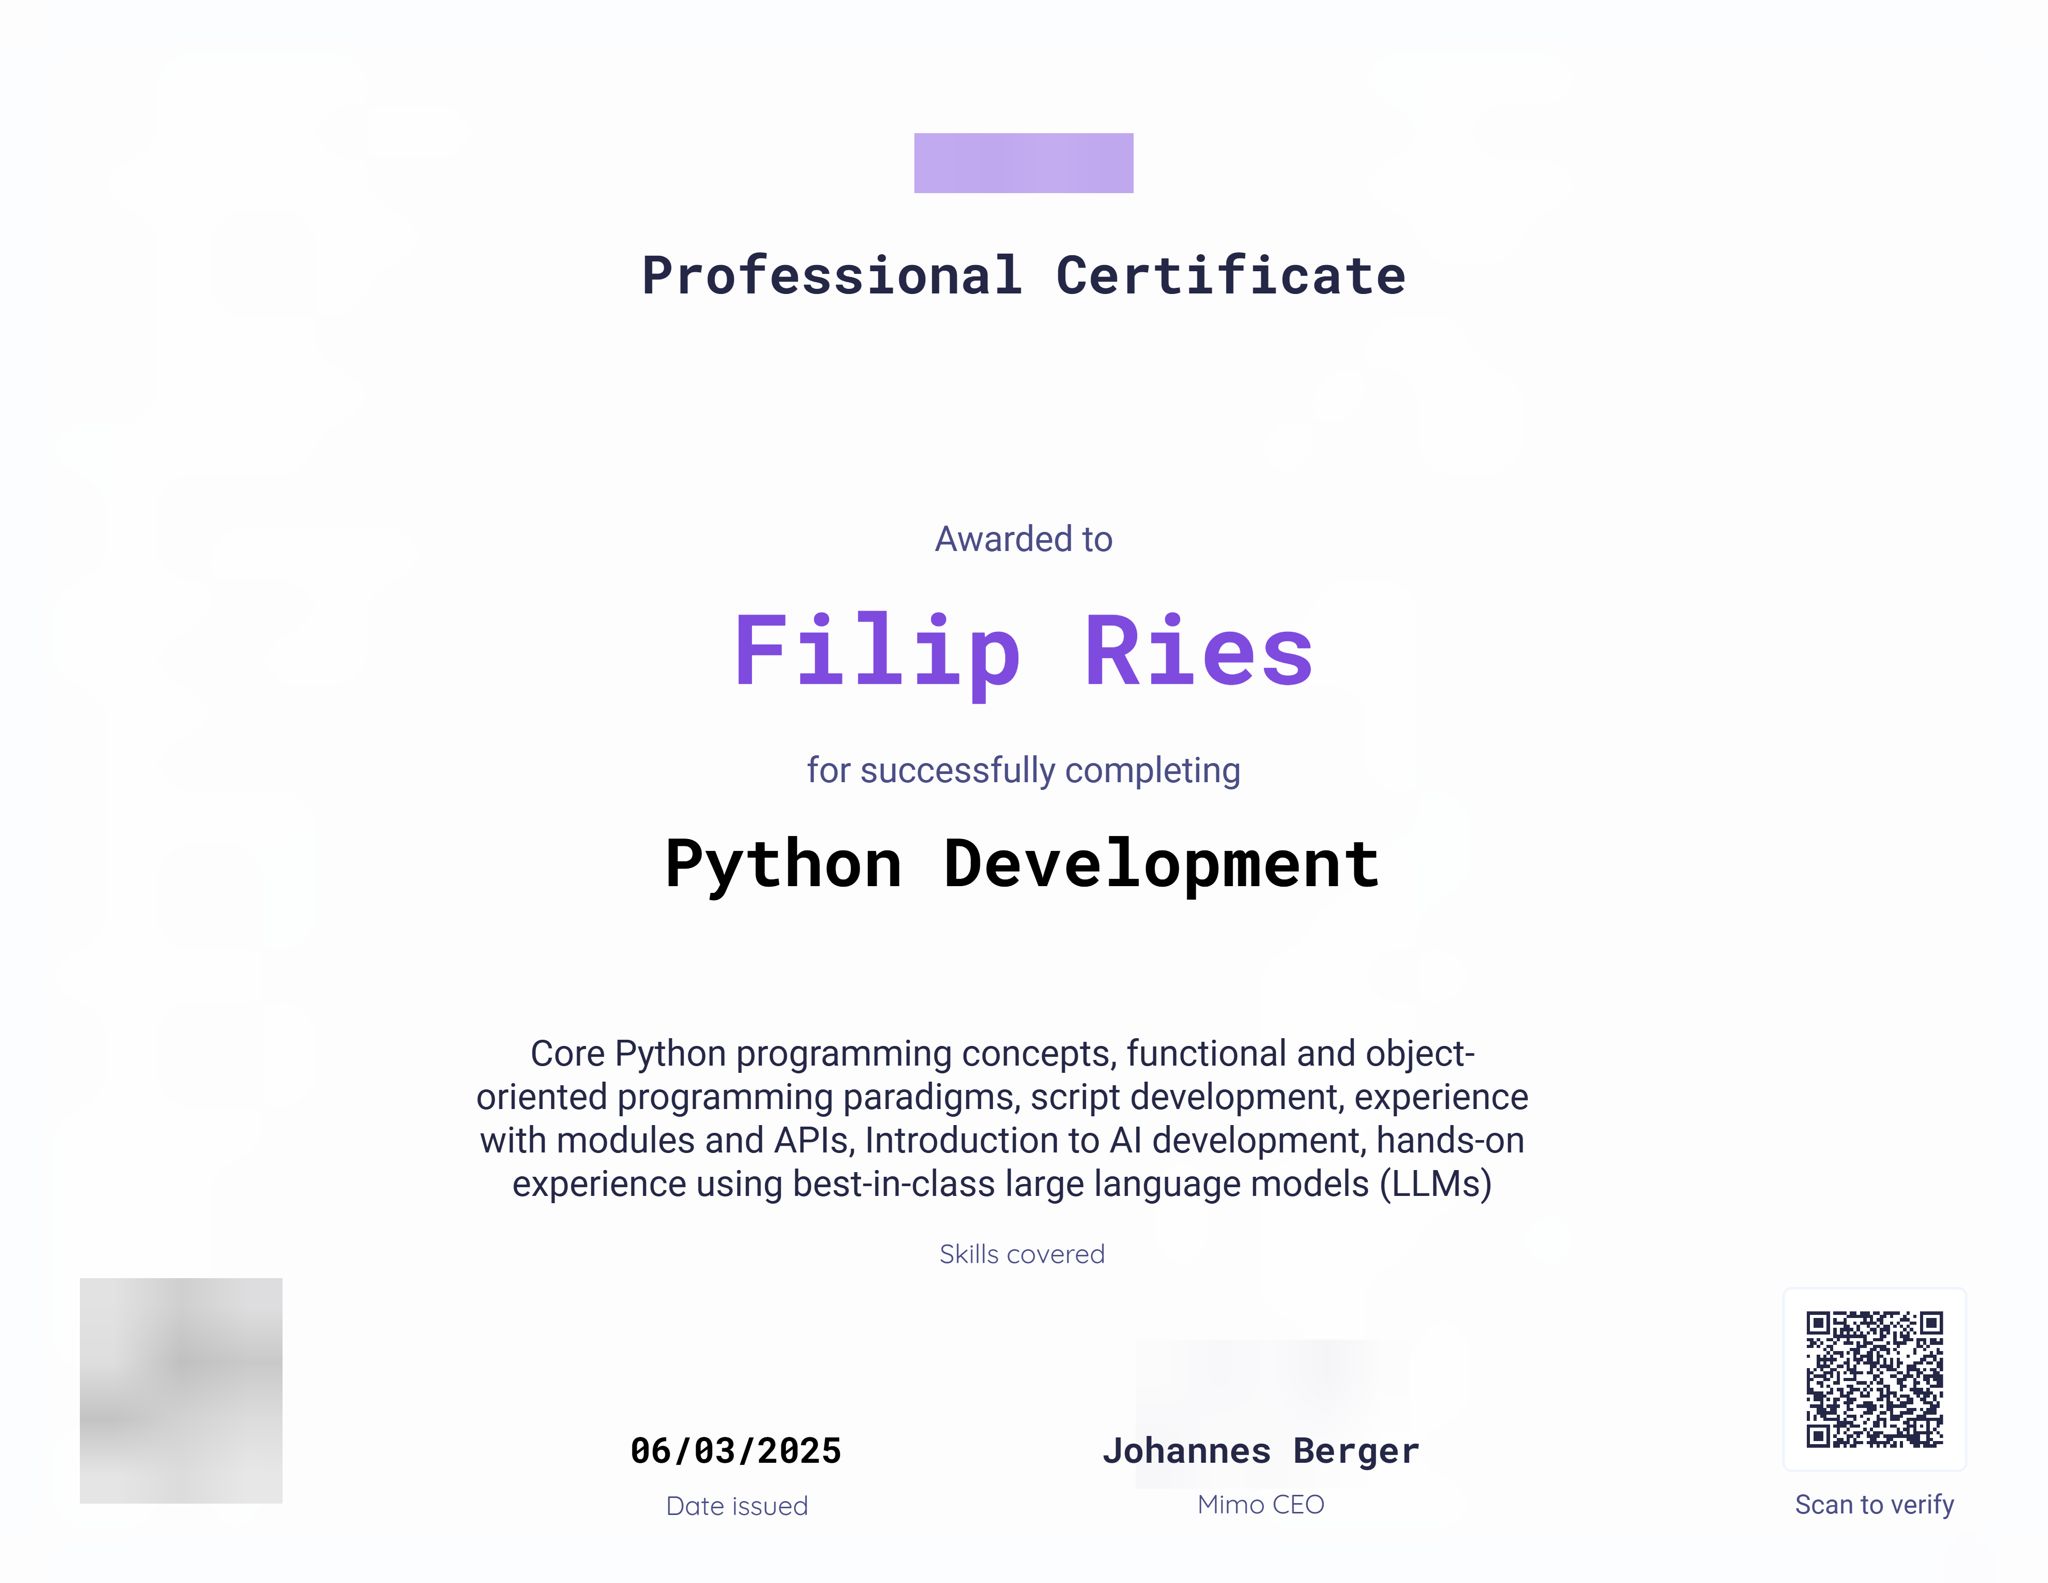 Professional Certificate
Awarded to
Filip Ries
for successfully completing
Python Development
Core Python programming concepts, functional and object-
oriented programming paradigms, script development, experience
with modules and APIs, Introduction to AI development, hands-on
experience using best-in-class large language models (LLMs)
Skills covered
06/03/2025
Date issued
Johannes Berger
Mimo CEO
Scan to verify